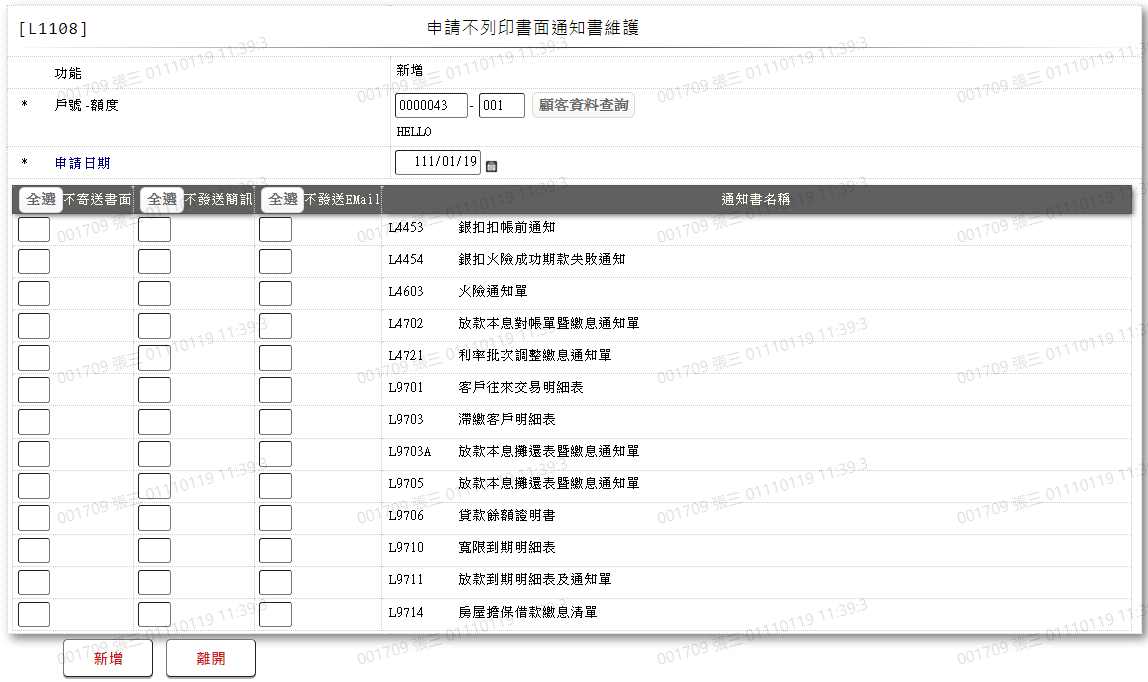 [L1108] 申請不列印書面通知書維護
功能 新增
* 戶號-額度 0000043 - 001 顧客資料查詢
HELLO
* 申請日期 111/01/19
全選 不寄送書面 全選 不發送簡訊 全選 不發送EMail 通知書名稱
L4453 銀扣扣帳前通知
L4454 銀扣火險成功期款失敗通知
L4603 火險通知單
L4702 放款本息對帳單暨繳息通知單
L4721 利率批次調整繳息通知單
L9701 客戶往來交易明細表
L9703 滯繳客戶明細表
L9703A 放款本息攤還表暨繳息通知單
L9705 放款本息攤還表暨繳息通知單
L9706 貸款餘額證明書
L9710 寬限到期明細表
L9711 放款到期明細表及通知單
L9714 房屋擔保借款繳息清單
新增 離開
001709 張三 01110119 11:39:3